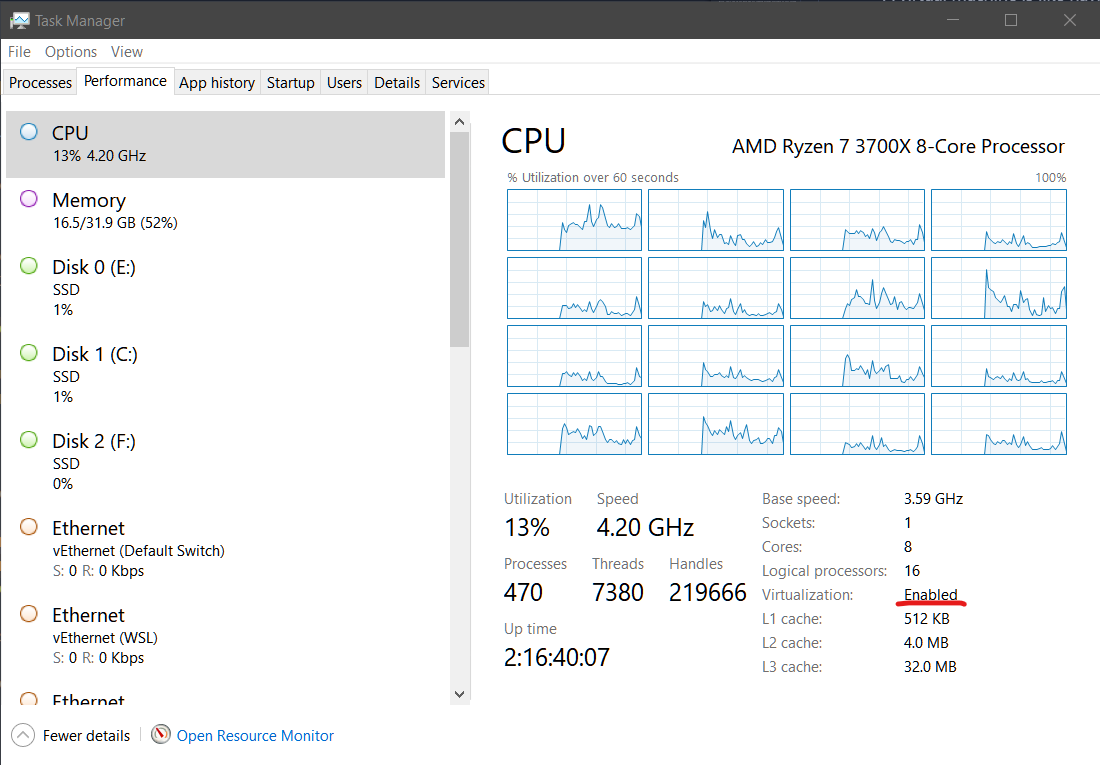 Task Manager
File Options View
Processes Performance App history Startup Users Details Services
CPU
13% 4.20 GHz
Memory
16.5/31.9 GB (52%)
Disk 0 (E:)
SSD
1%
Disk 1 (C:)
SSD
1%
Disk 2 (F:)
SSD
0%
Ethernet
vEthernet (Default Switch)
S: 0 R: 0 Kbps
Ethernet
vEthernet (WSL)
S: 0 R: 0 Kbps
Ethernet
CPU
AMD Ryzen 7 3700X 8-Core Processor
% Utilization over 60 seconds 100%
Utilization Speed
13% 4.20 GHz
Processes Threads Handles
470 7380 219666
Up time
2:16:40:07
Base speed: 3.59 GHz
Sockets: 1
Cores: 8
Logical processors: 16
Virtualization: Enabled
L1 cache: 512 KB
L2 cache: 4.0 MB
L3 cache: 32.0 MB
Fewer details Open Resource Monitor